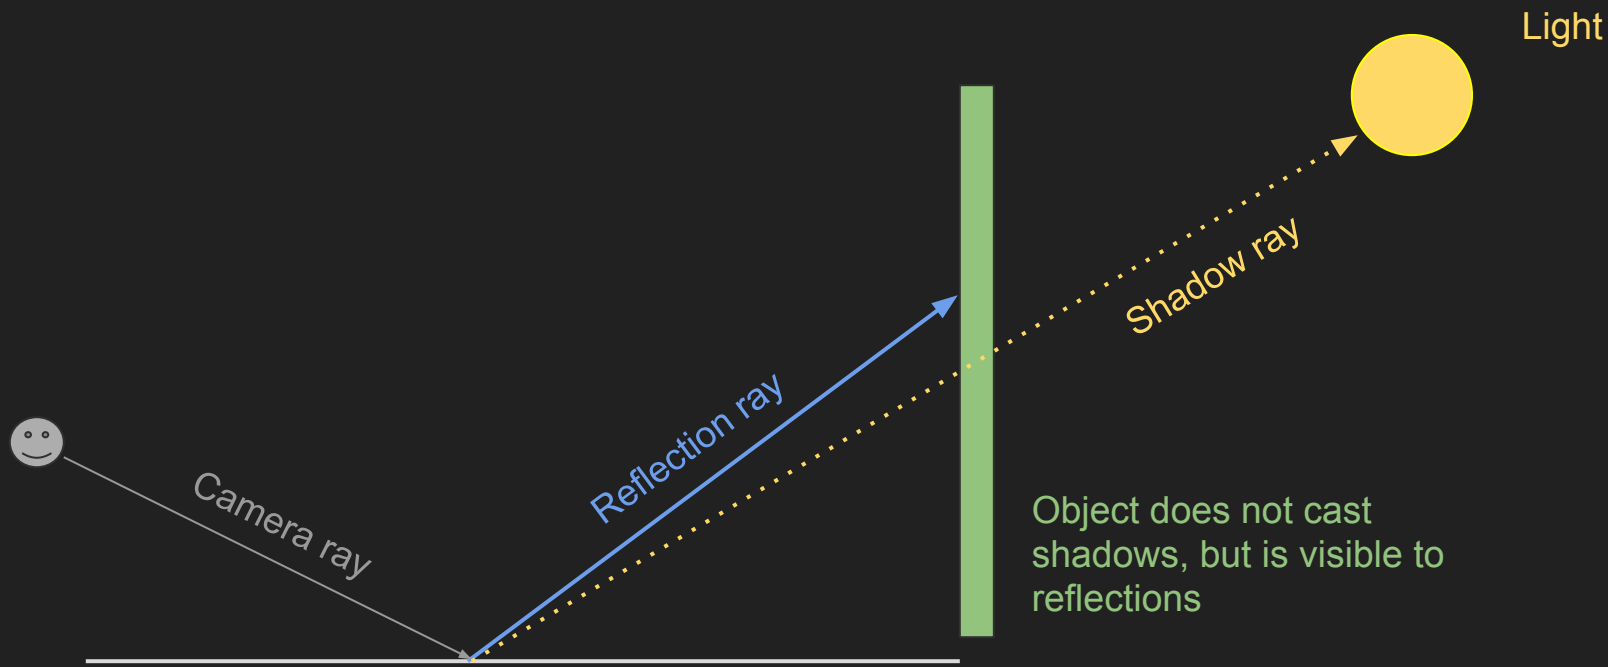 Light
Shadow ray
Reflection ray
Camera ray
Object does not cast
shadows, but is visible to
reflections